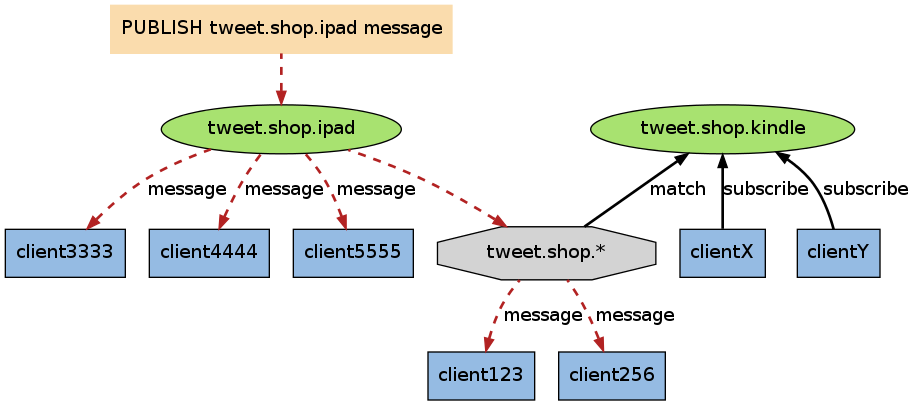 PUBLISH tweet.shop.ipad message
tweet.shop.ipad
tweet.shop.kindle
message
message
message
match
subscribe
subscribe
client3333
client4444
client5555
tweet.shop.*
clientX
clientY
message
message
client123
client256